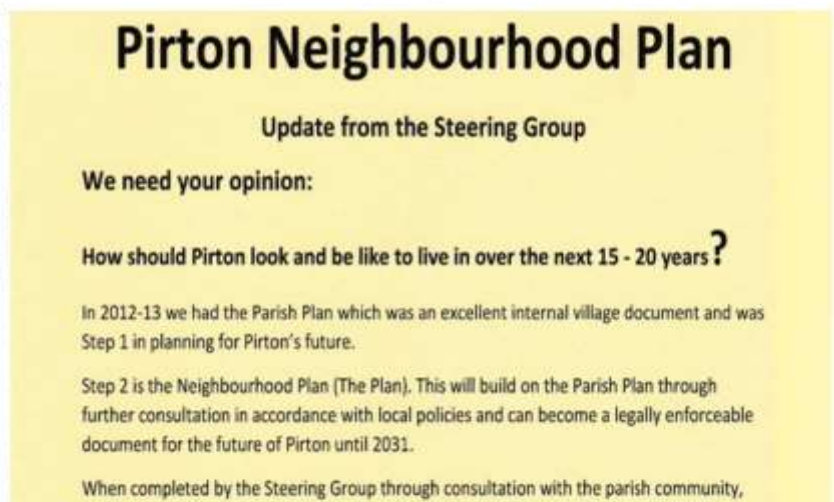 Pirton Neighbourhood Plan
Update from the Steering Group
We need your opinion:
How should Pirton look and be like to live in over the next 15 - 20 years?
In 2012-13 we had the Parish Plan which was an excellent internal village document and was
Step 1 in planning for Pirton's future.
Step 2 is the Neighbourhood Plan (The Plan). This will build on the Parish Plan through
further consultation in accordance with local policies and can become a legally enforceable
document for the future of Pirton until 2031.
When completed by the Steering Group through consultation with the parish community,